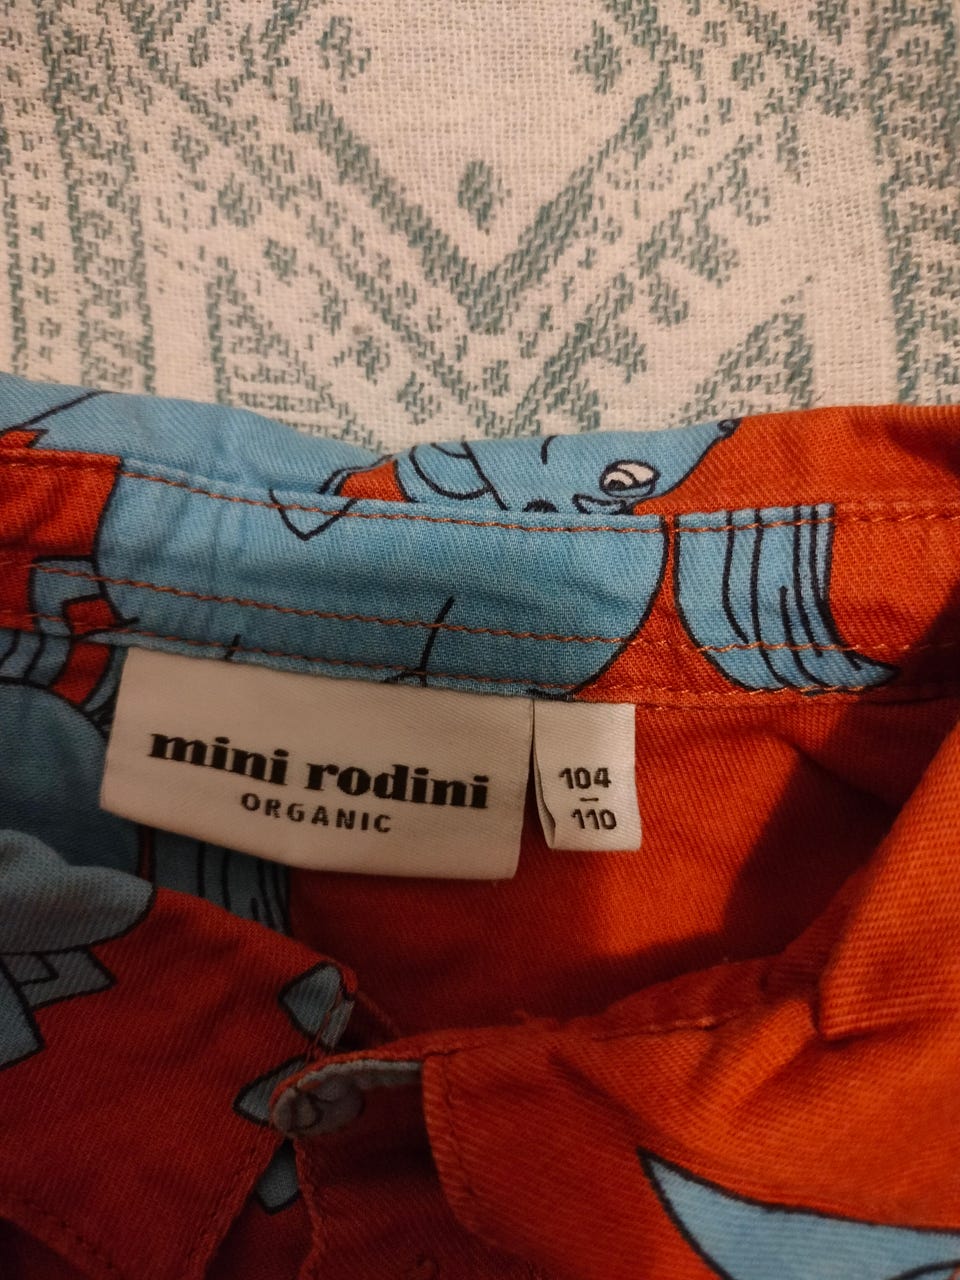 mini rodini
ORGANIC
104
–
110